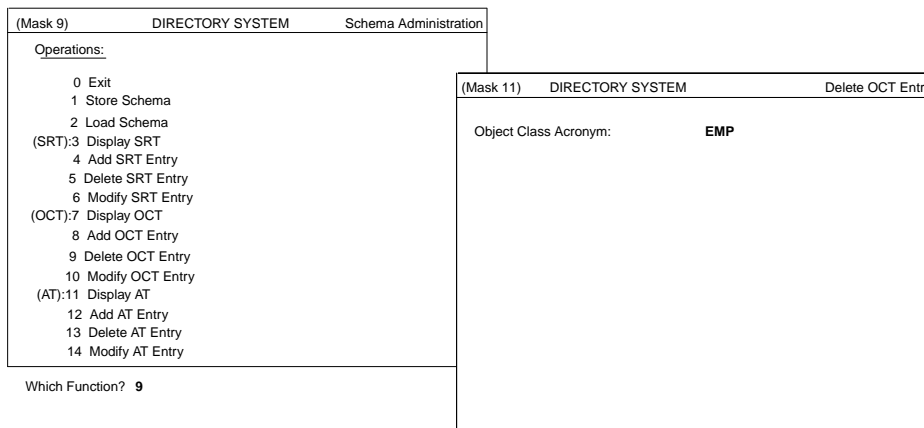 (Mask 9) DIRECTORY SYSTEM Schema Administration
Operations:
0 Exit
1 Store Schema
2 Load Schema
(SRT):3 Display SRT
4 Add SRT Entry
5 Delete SRT Entry
6 Modify SRT Entry
(OCT):7 Display OCT
8 Add OCT Entry
9 Delete OCT Entry
10 Modify OCT Entry
(AT):11 Display AT
12 Add AT Entry
13 Delete AT Entry
14 Modify AT Entry
Which Function? 9
(Mask 11) DIRECTORY SYSTEM Delete OCT Entr
Object Class Acronym: EMP